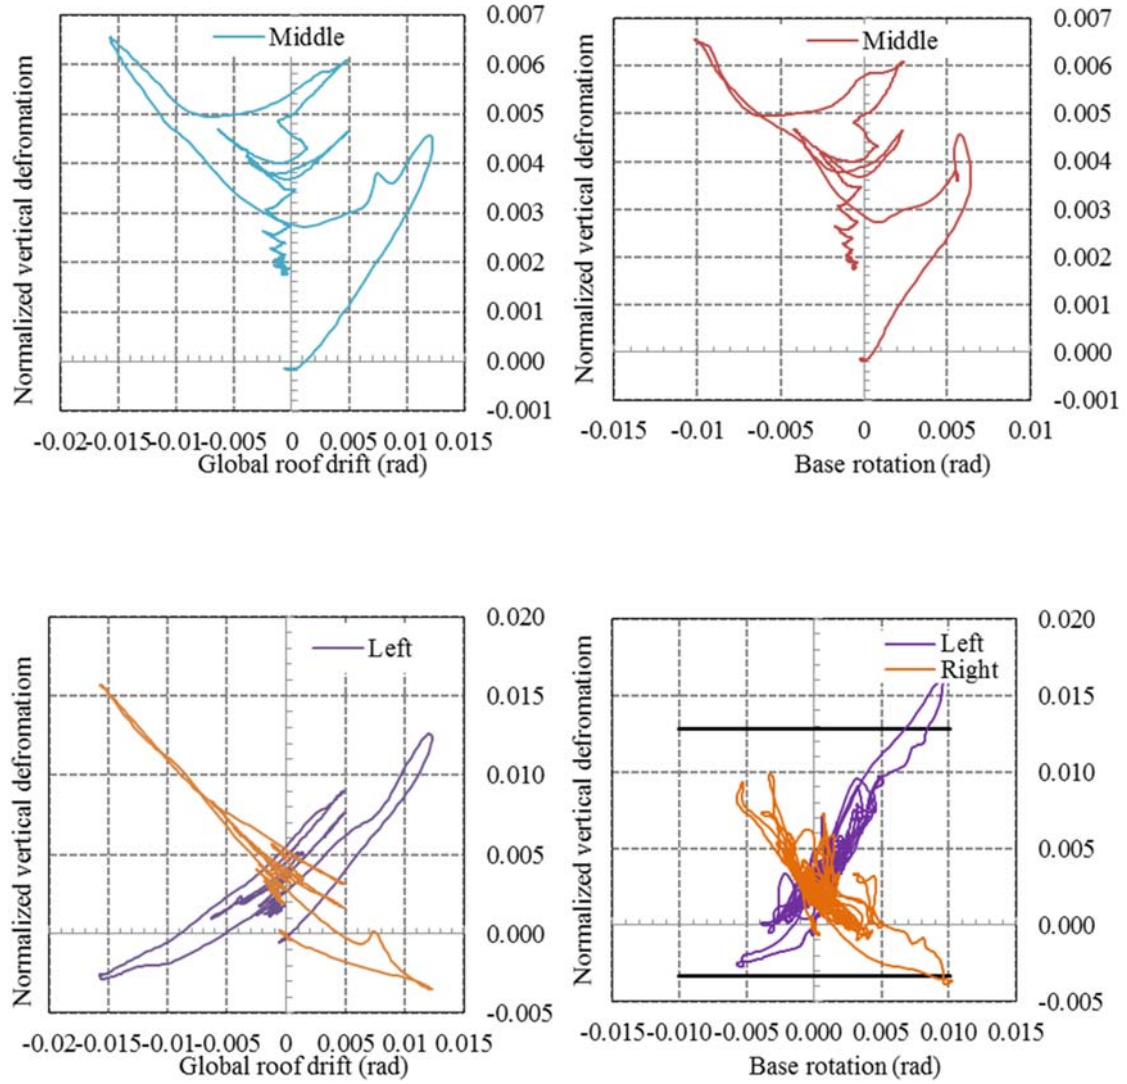 Middle
0.007
0.006
0.005
0.004
0.003
0.002
0.001
0.000
-0.001
Normalized vertical defromatiom
-0.02-0.015-0.01-0.005 0 0.005 0.01 0.015
Global roof drift (rad)
Middle
0.007
0.006
0.005
0.004
0.003
0.002
0.001
0.000
-0.001
Normalized vertical defromatiom
-0.015 -0.01 -0.005 0 0.005 0.01
Base rotation (rad)
Left
0.020
0.015
0.010
0.005
0.000
-0.005
Normalized vertical defromatiom
-0.02-0.015-0.01-0.005 0 0.005 0.01 0.015
Global roof drift (rad)
Left
Right
0.020
0.015
0.010
0.005
0.000
-0.005
Normalized vertical defromatiom
-0.015-0.010-0.005 0.000 0.005 0.010 0.015
Base rotation (rad)